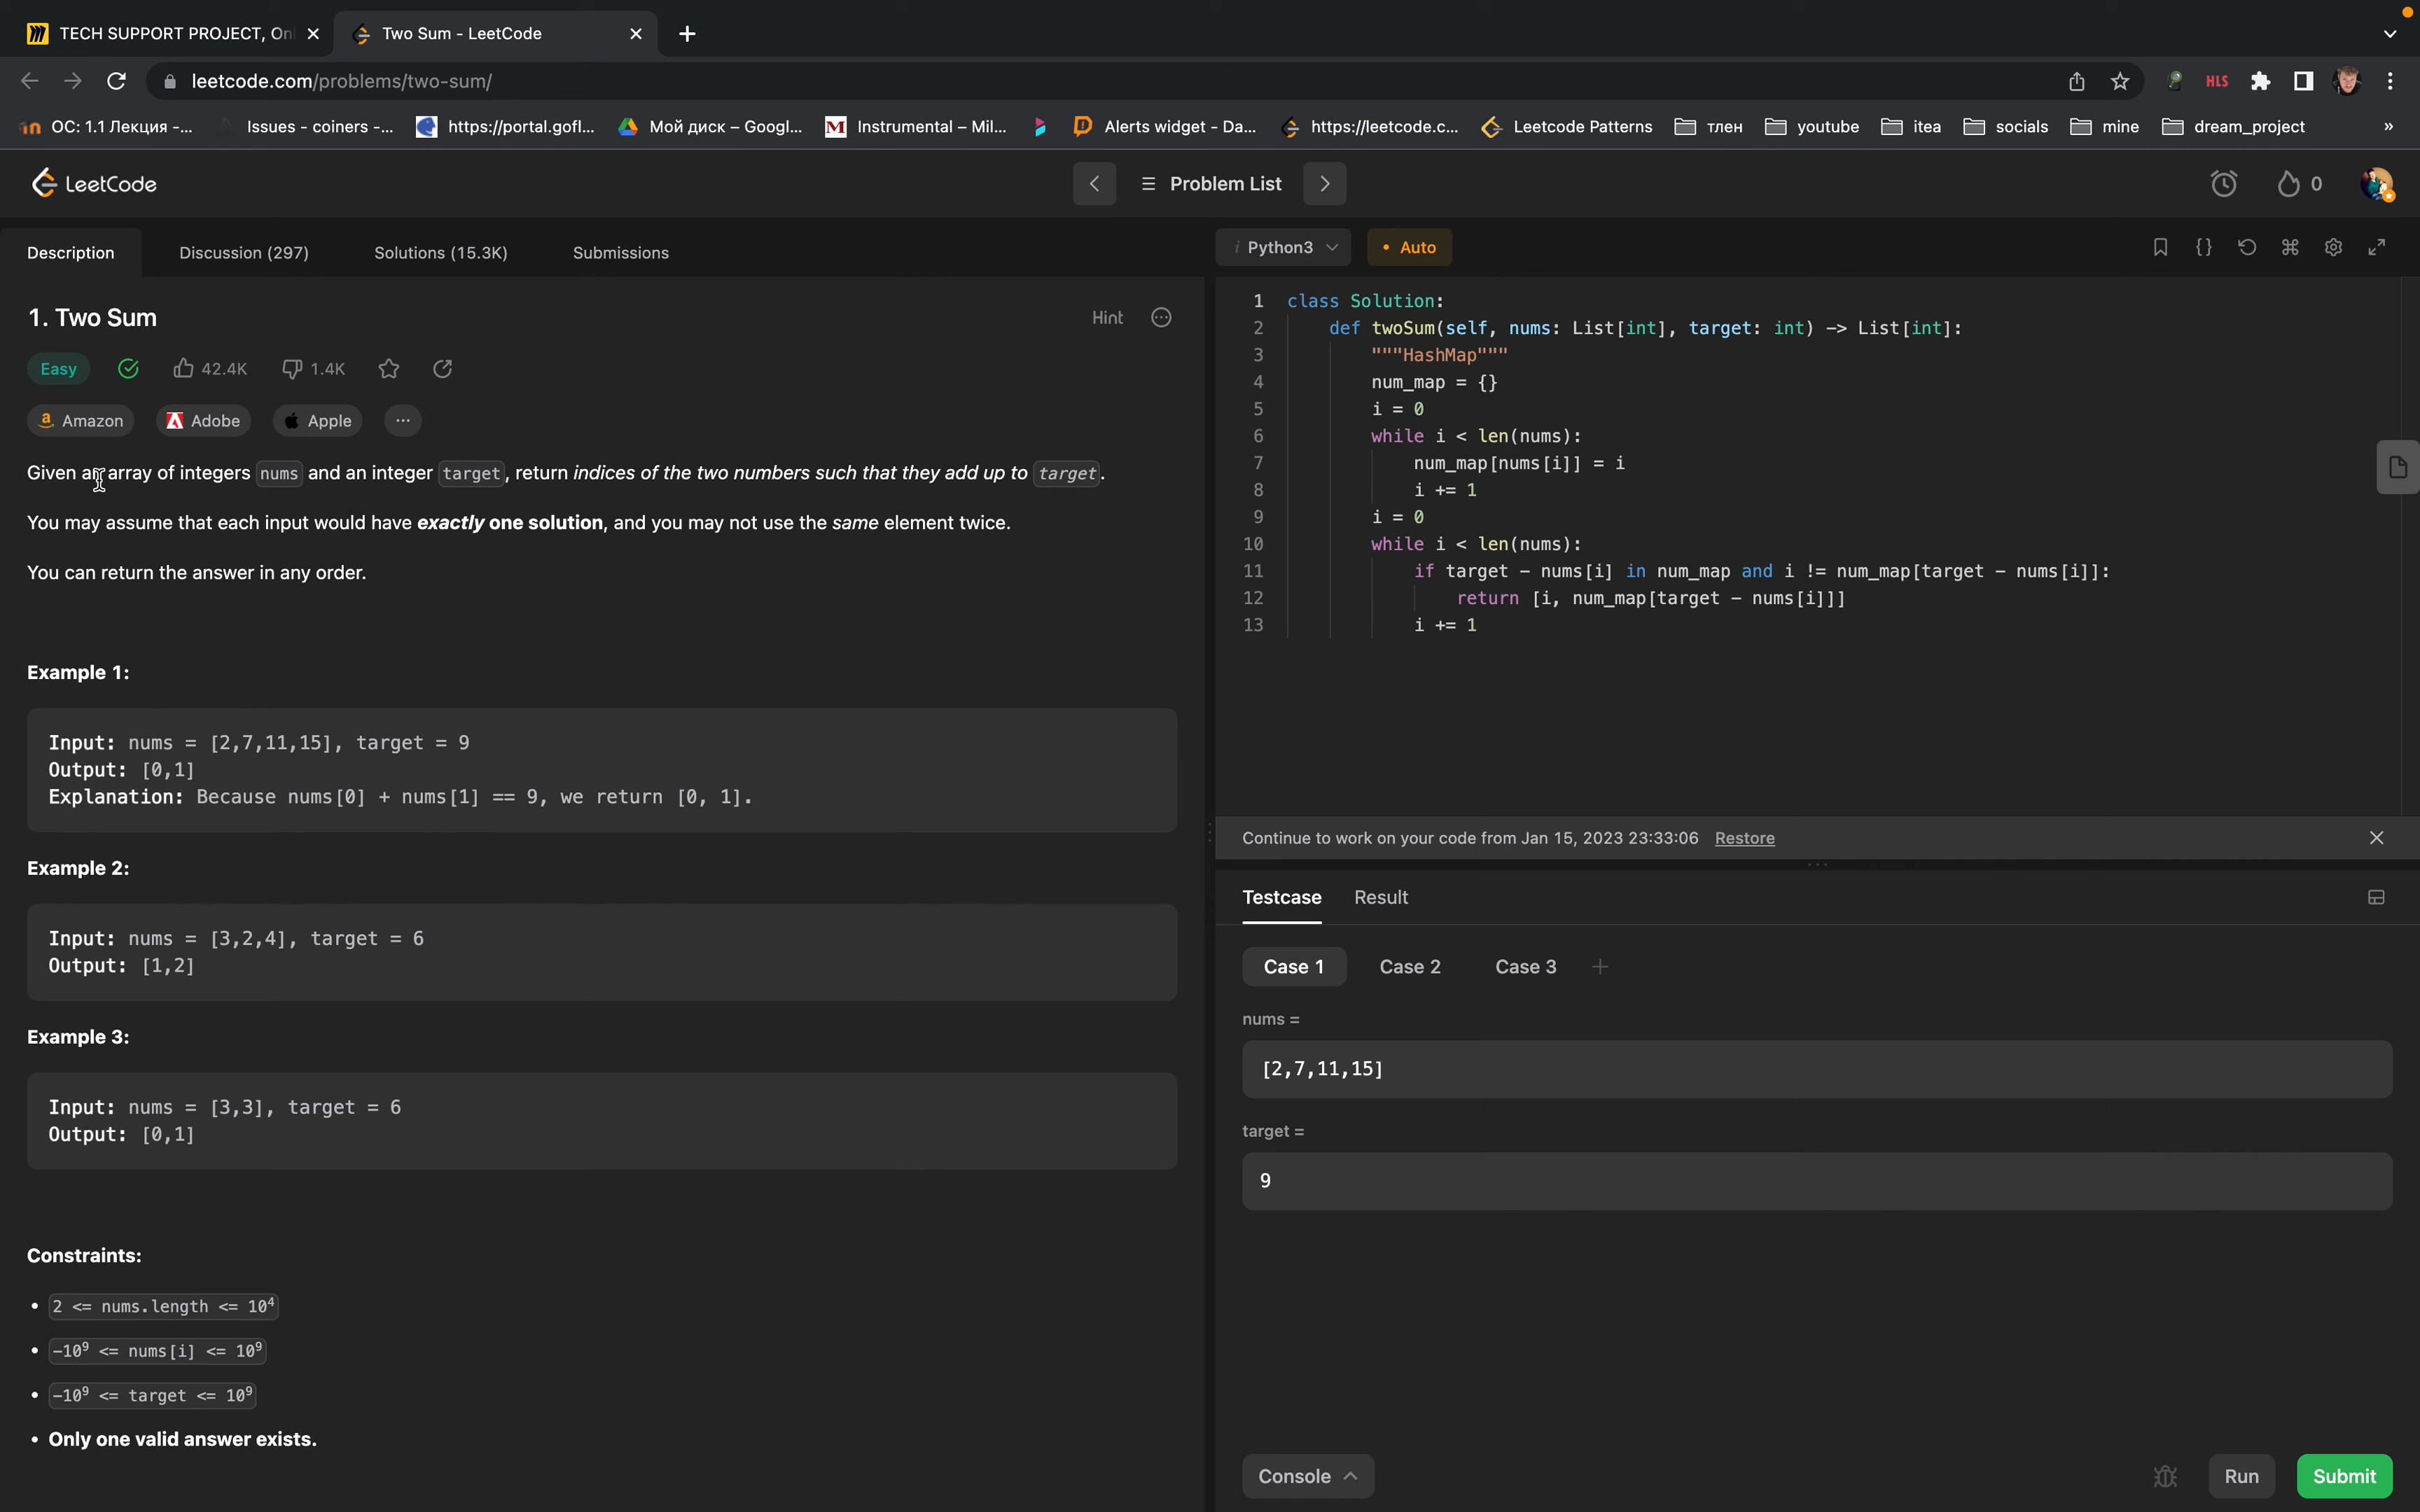 TECH SUPPORT PROJECT, Onl
Two Sum - LeetCode
leetcode.com/problems/two-sum/
HLS
ОС: 1.1 Лекция -...
Issues - coiners -...
https://portal.gofl...
Мой диск – Googl...
Instrumental – Mil...
Alerts widget - Da...
https://leetcode.c...
Leetcode Patterns
тлен
youtube
itea
socials
mine
dream_project
»
LeetCode
Problem List
0
Description
Discussion (297)
Solutions (15.3K)
Submissions
1. Two Sum
Hint
Easy
42.4K
1.4K
Amazon
Adobe
Apple
...
Given an array of integers nums and an integer target, return indices of the two numbers such that they add up to target.
You may assume that each input would have exactly one solution, and you may not use the same element twice.
You can return the answer in any order.
Example 1:
Input: nums = [2,7,11,15], target = 9
Output: [0,1]
Explanation: Because nums[0] + nums[1] == 9, we return [0, 1].
Example 2:
Input: nums = [3,2,4], target = 6
Output: [1,2]
Example 3:
Input: nums = [3,3], target = 6
Output: [0,1]
Constraints:
• 2 <= nums.length <= 10⁴
• -10⁹ <= nums[i] <= 10⁹
• -10⁹ <= target <= 10⁹
• Only one valid answer exists.
i Python3
• Auto
{}
1 class Solution:
2 def twoSum(self, nums: List[int], target: int) -> List[int]:
3 """HashMap"""
4 num_map = {}
5 i = 0
6 while i < len(nums):
7 num_map[nums[i]] = i
8 i += 1
9 i = 0
10 while i < len(nums):
11 if target - nums[i] in num_map and i != num_map[target - nums[i]]:
12 return [i, num_map[target - nums[i]]]
13 i += 1
Continue to work on your code from Jan 15, 2023 23:33:06 Restore
Testcase
Result
Case 1
Case 2
Case 3
+
nums =
[2,7,11,15]
target =
9
Console
Run
Submit